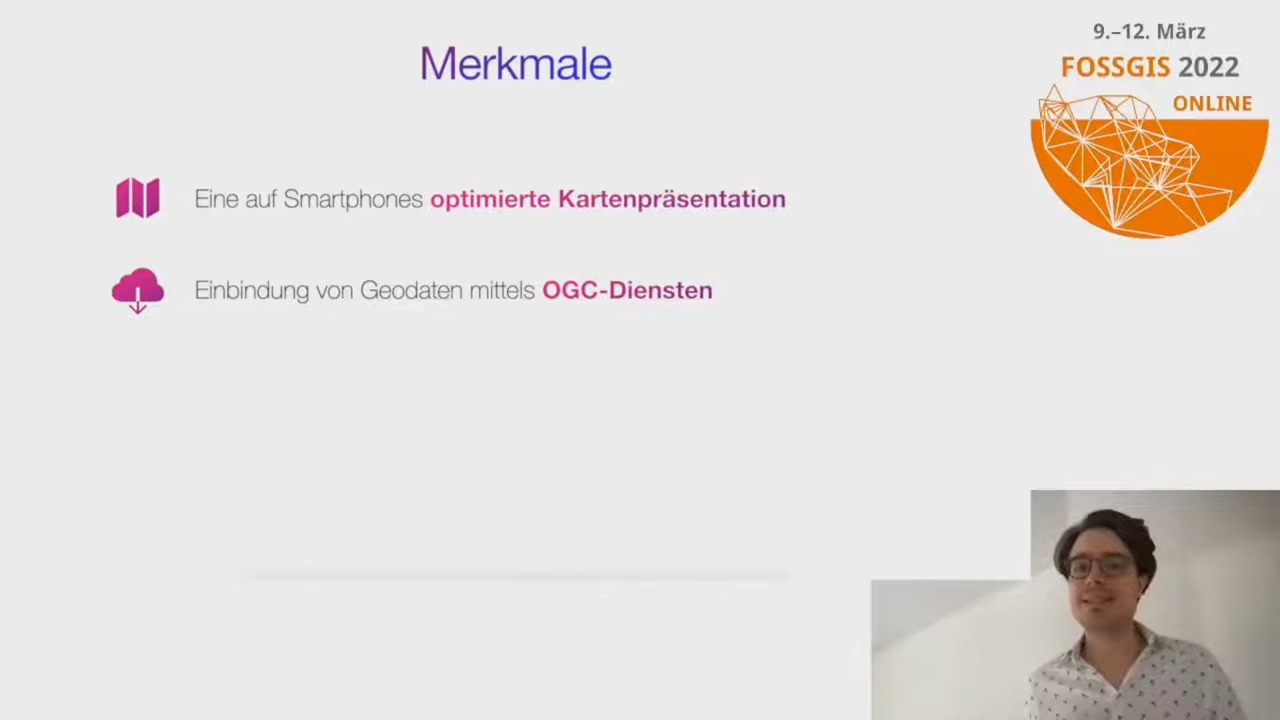 Merkmale
Eine auf Smartphones optimierte Kartenpräsentation
Einbindung von Geodaten mittels OGC-Diensten
9.–12. März
FOSSGIS 2022
ONLINE